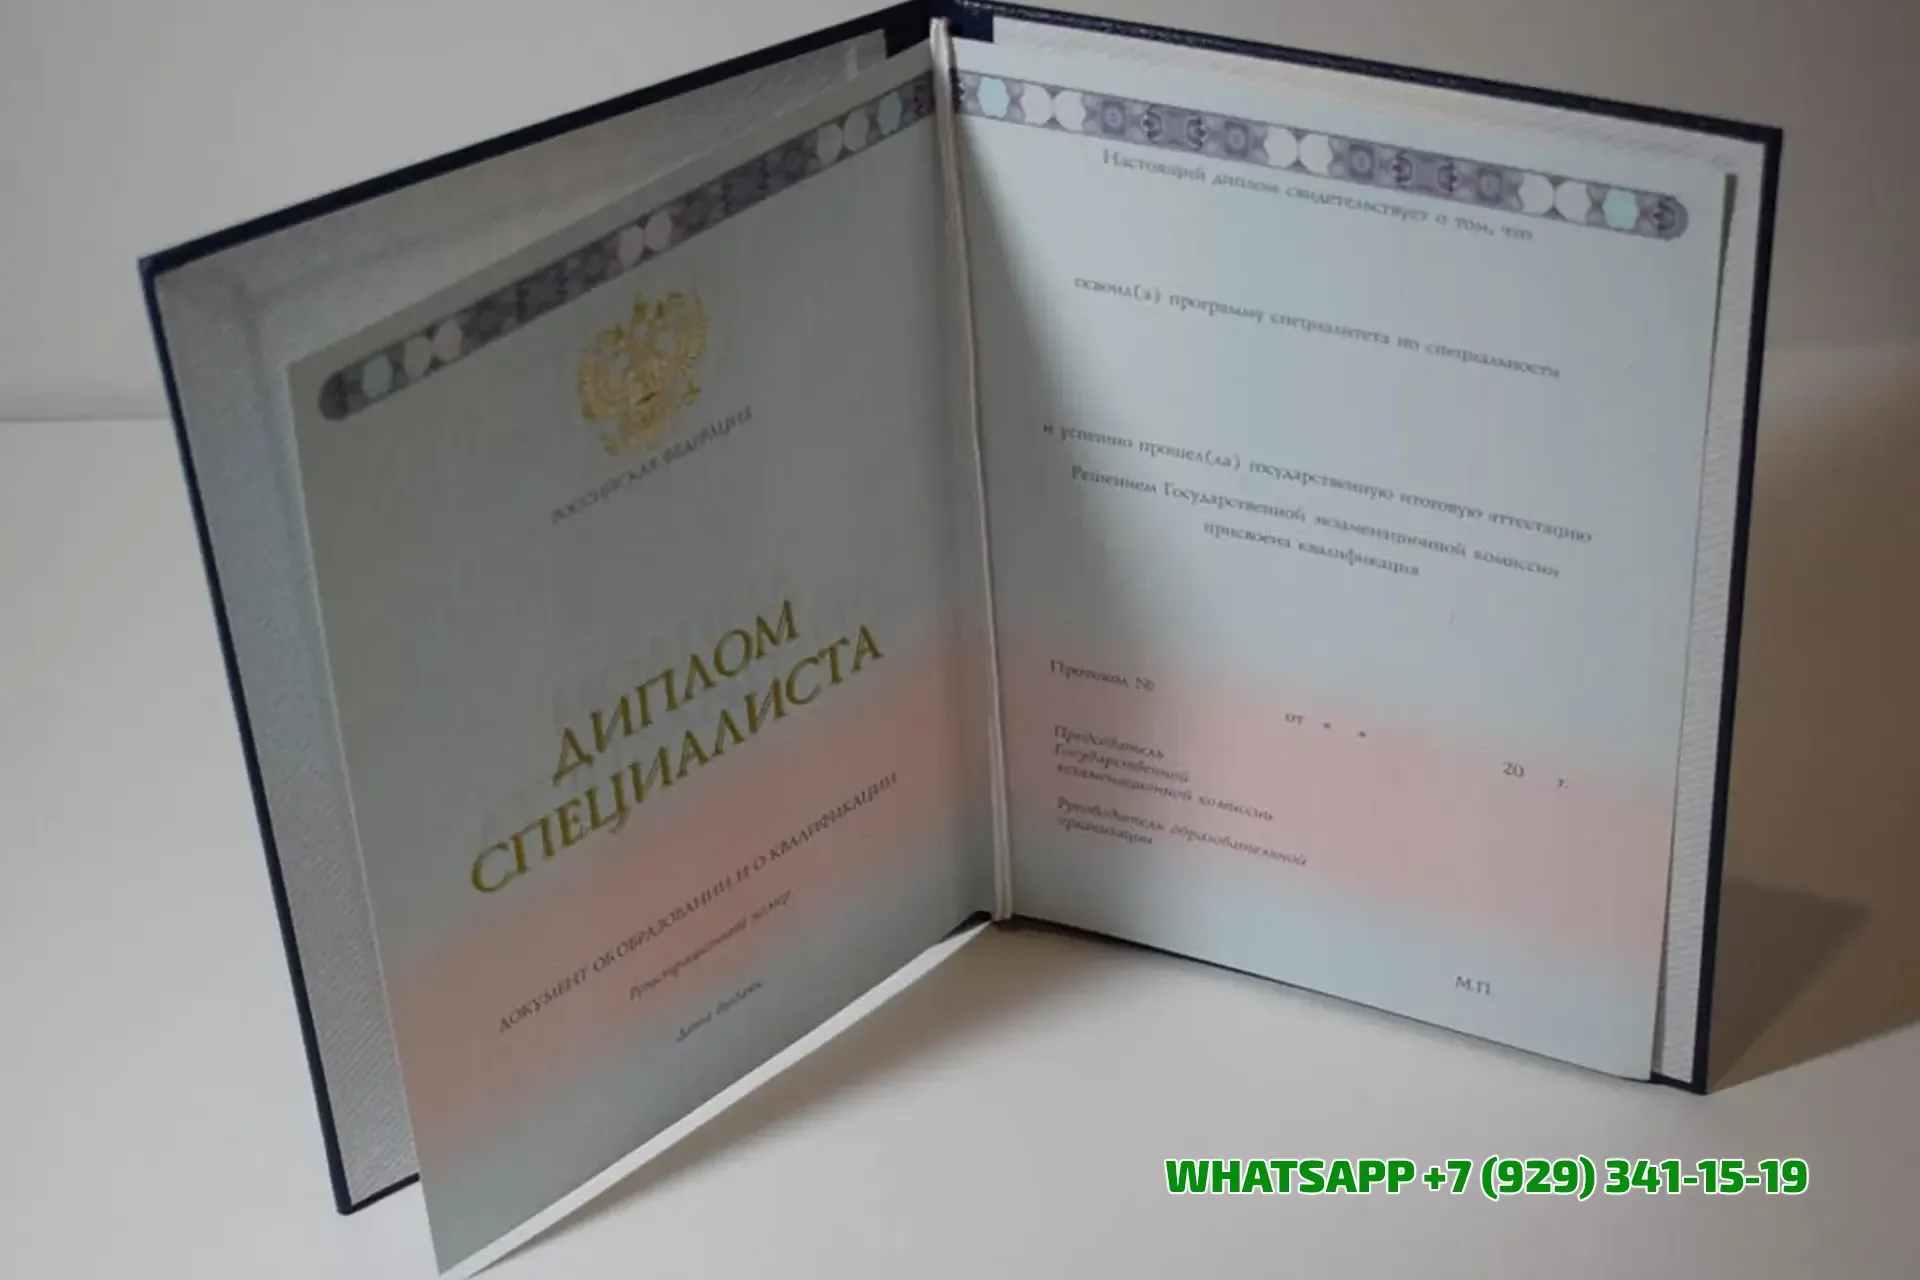 РОССИЙСКАЯ ФЕДЕРАЦИЯ
ДИПЛОМ
СПЕЦИАЛИСТА
ДОКУМЕНТ ОБ ОБРАЗОВАНИИ И О КВАЛИФИКАЦИИ
Регистрационный номер
Дата выдачи
Настоящий диплом свидетельствует о том, что
освоил(а) программу специалитета по специальности
и успешно прошел(ла) государственную итоговую аттестацию
Решением Государственной экзаменационной комиссии
присвоена квалификация
Протокол №
от « »
20 г.
Председатель
Государственной
экзаменационной комиссии
Руководитель образовательной
организации
М.П.
WHATSAPP +7 (929) 341-15-19